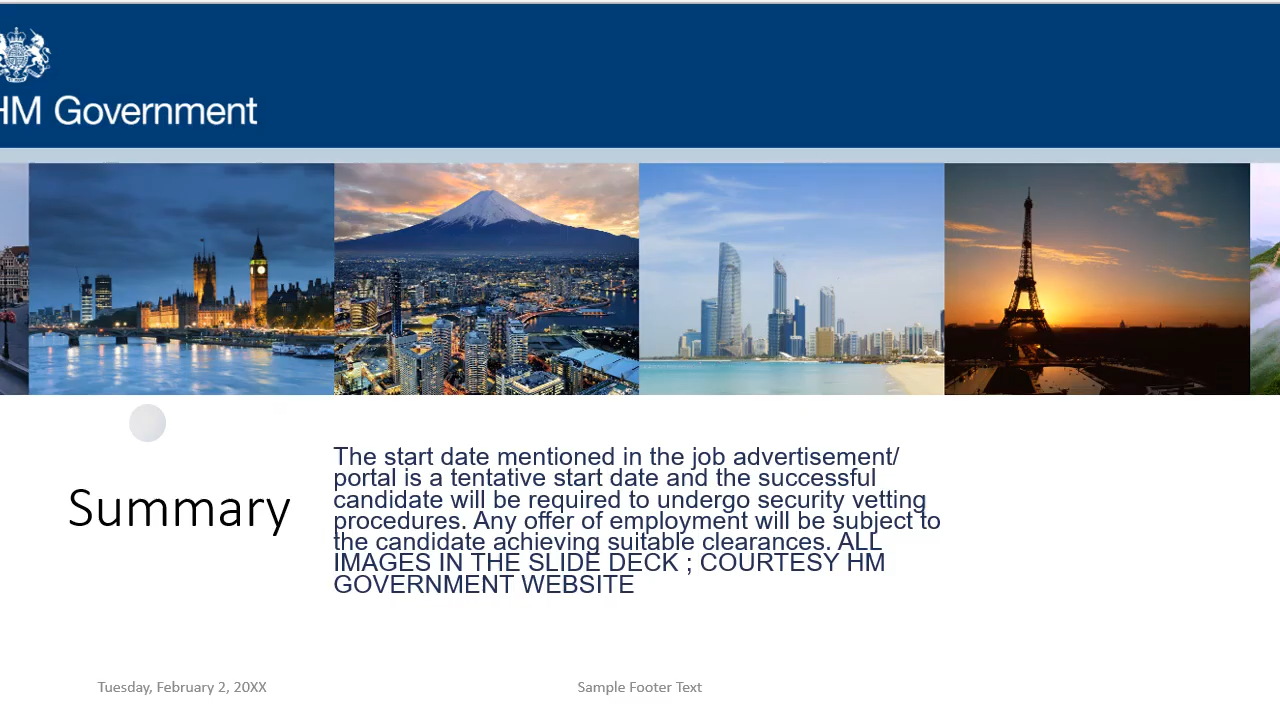 HM Government
Summary
The start date mentioned in the job advertisement/
portal is a tentative start date and the successful
candidate will be required to undergo security vetting
procedures. Any offer of employment will be subject to
the candidate achieving suitable clearances. ALL
IMAGES IN THE SLIDE DECK ; COURTESY HM
GOVERNMENT WEBSITE
Tuesday, February 2, 20XX
Sample Footer Text